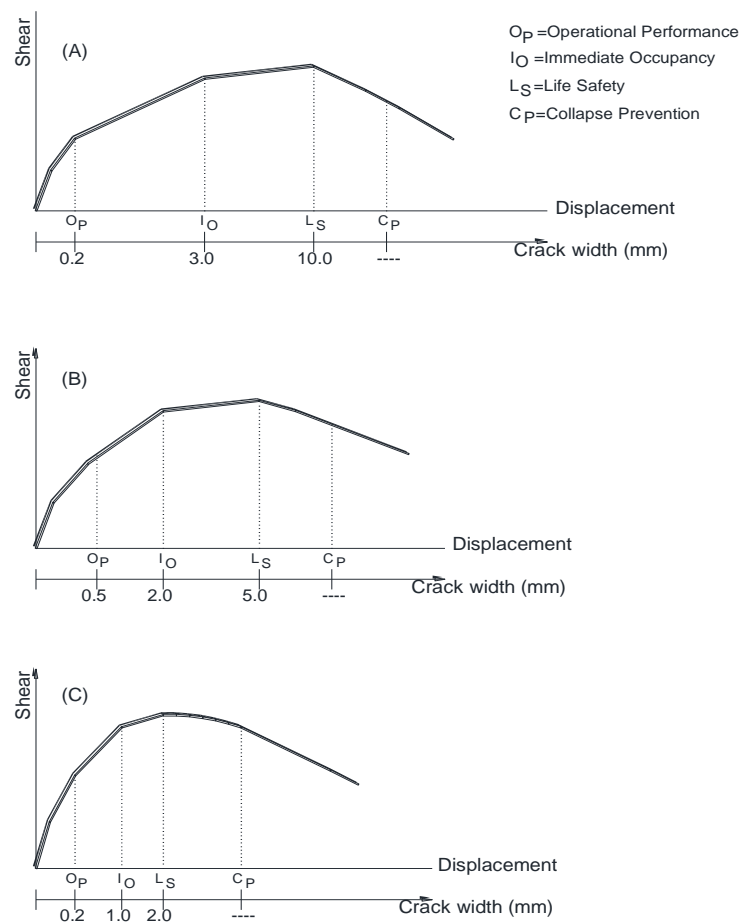 Shear
(A)
OP=Operational Performance
IO=Immediate Occupancy
LS=Life Safety
CP=Collapse Prevention
Displacement
OP IO LS CP
Crack width (mm)
0.2 3.0 10.0 ----
Shear
(B)
Displacement
OP IO LS CP
Crack width (mm)
0.5 2.0 5.0 ----
Shear
(C)
Displacement
OP IO LS CP
Crack width (mm)
0.2 1.0 2.0 ----